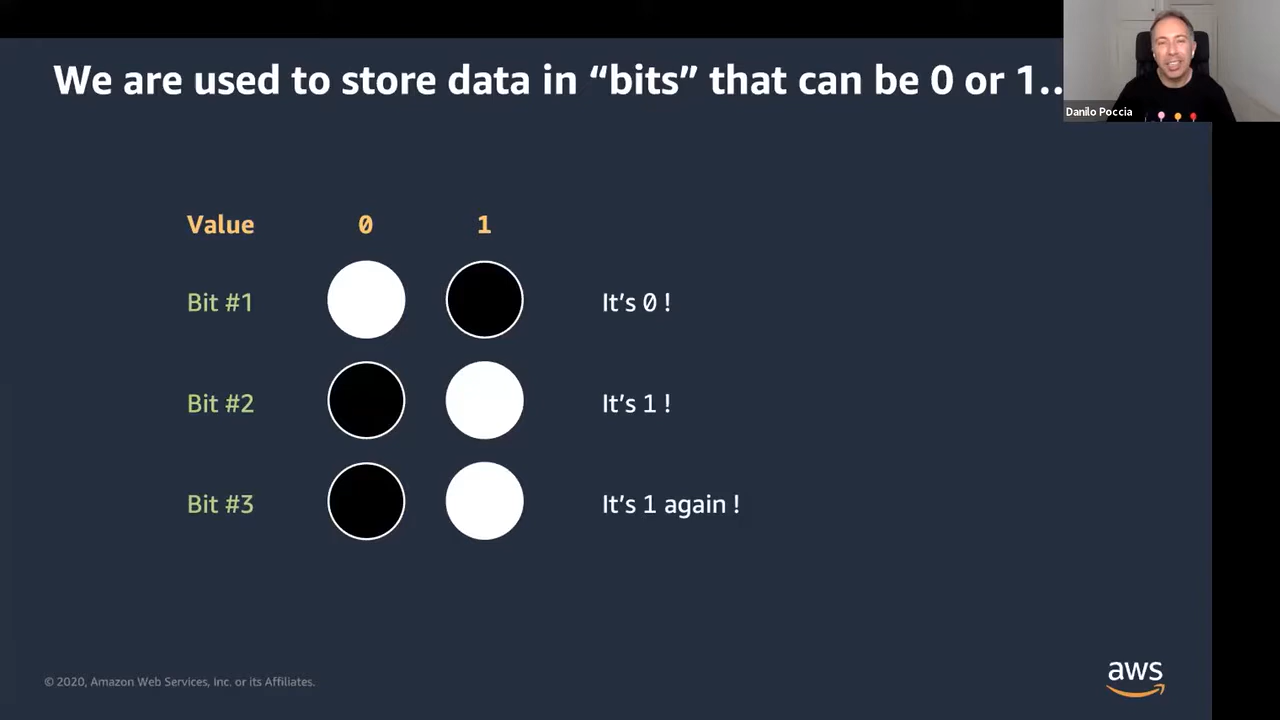 We are used to store data in “bits” that can be 0 or 1..
Danilo Poccia
Value 0 1
Bit #1 It’s 0 !
Bit #2 It’s 1 !
Bit #3 It’s 1 again !
© 2020, Amazon Web Services, Inc. or its Affiliates.
aws